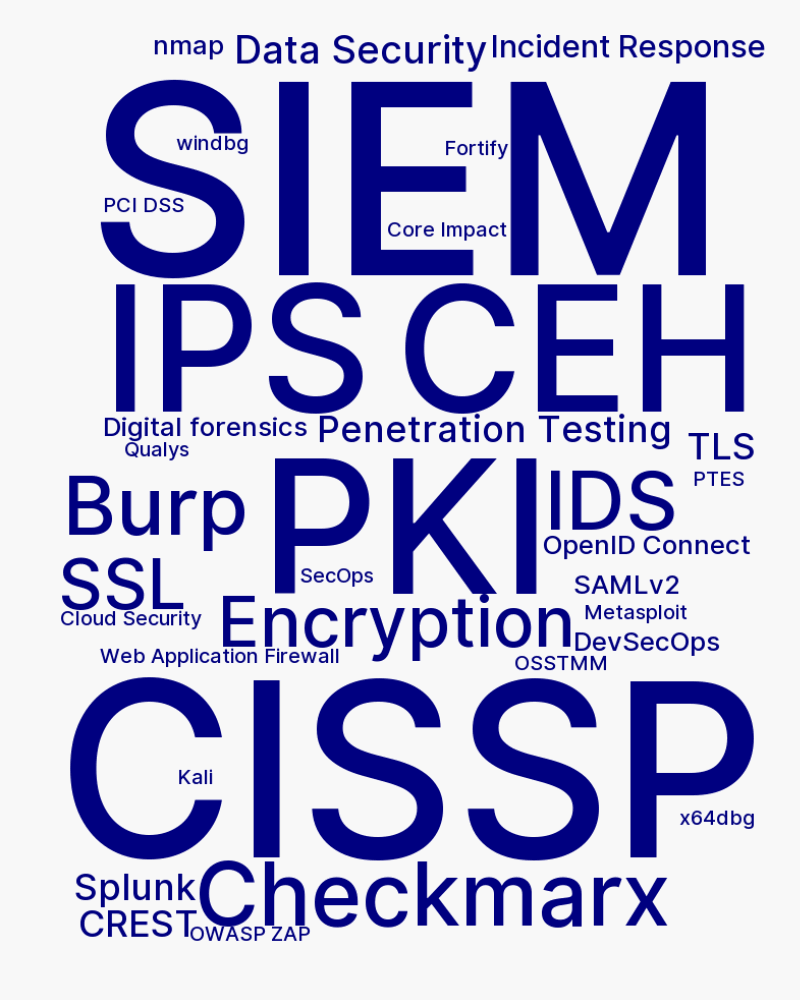 nmap Data Security Incident Response
SIEM
windbg
Fortify
PCI DSS
Core Impact
IPS CEH
Digital forensics Penetration Testing
Qualys
TLS
PTES
Burp PKI IDS
OpenID Connect
SecOps
SSL
SAMLv2
Cloud Security
Encryption
Metasploit
DevSecOps
Web Application Firewall
OSSTMM
CISSP
Kali
x64dbg
Splunk
Checkmarx
CREST
OWASP ZAP